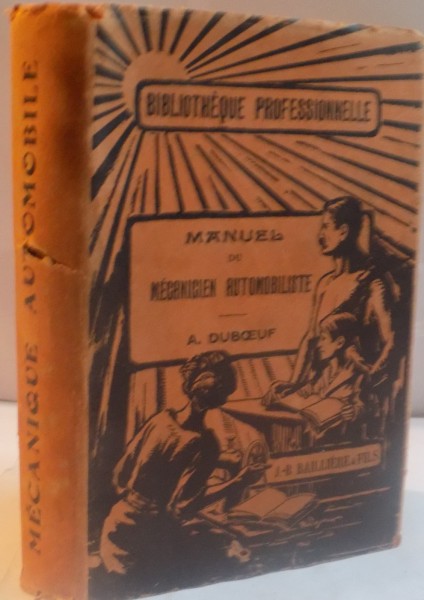 MÉCANIQUE AUTOMOBILE
BIBLIOTHÈQUE PROFESSIONNELLE
MANUEL
DU
MÉCANICIEN AUTOMOBILISTE
A. DUBŒUF
J.-B. BAILLIÈRE & FILS